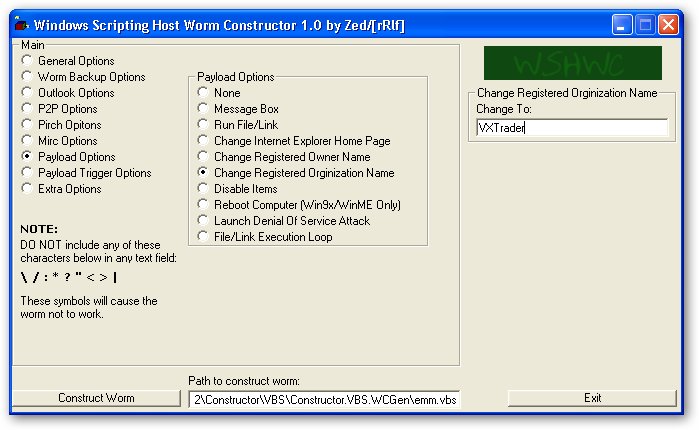 Windows Scripting Host Worm Constructor 1.0 by Zed/[rRlf]
Main
General Options
Worm Backup Options
Outlook Options
P2P Options
Pirch Opitons
Mirc Options
Payload Options
Payload Trigger Options
Extra Options
NOTE:
DO NOT include any of these
characters below in any text field:
\ / : * ? " < > |
These symbols will cause the
worm not to work.
Payload Options
None
Message Box
Run File/Link
Change Internet Explorer Home Page
Change Registered Owner Name
Change Registered Orginization Name
Disable Items
Reboot Computer (Win9x/WinME Only)
Launch Denial Of Service Attack
File/Link Execution Loop
WSHWC
Change Registered Orginization Name
Change To:
VXTrader
Path to construct worm:
Construct Worm
2\Constructor\VBS\Constructor.VBS.WCGen\emm.vbs
Exit